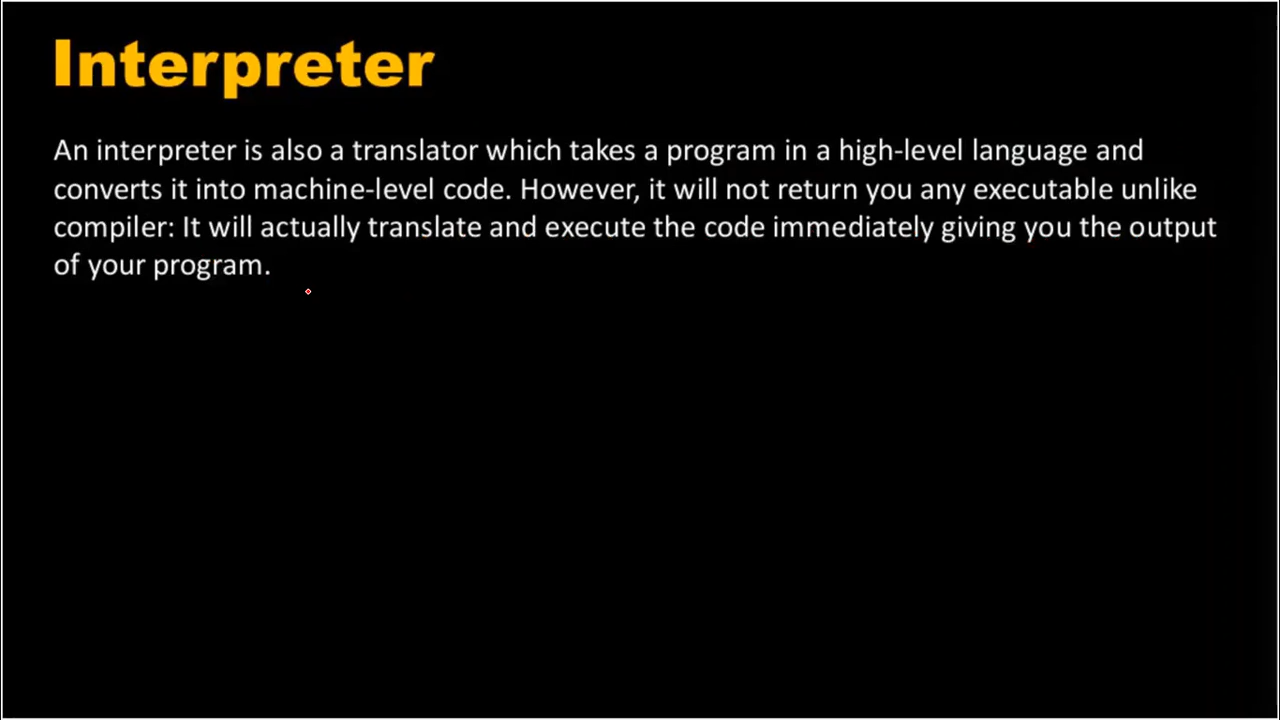 Interpreter
An interpreter is also a translator which takes a program in a high-level language and
converts it into machine-level code. However, it will not return you any executable unlike
compiler: It will actually translate and execute the code immediately giving you the output
of your program.